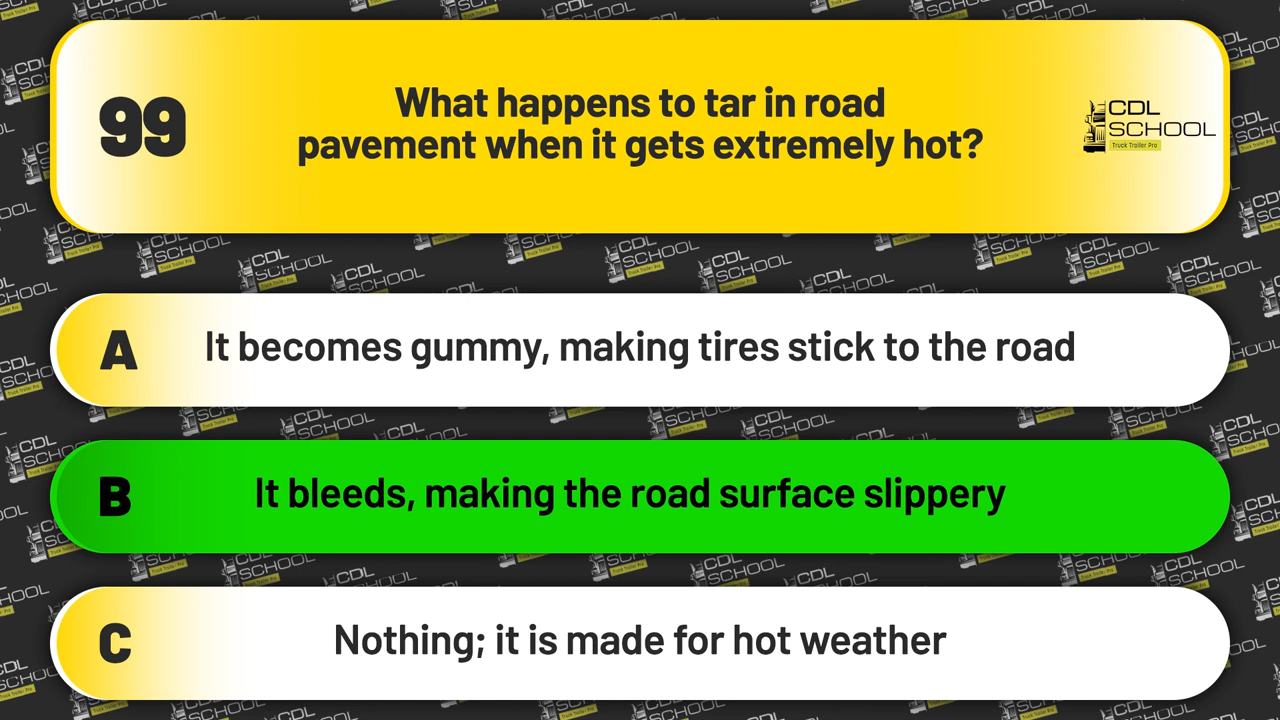 99
What happens to tar in road
pavement when it gets extremely hot?
CDL
SCHOOL
Truck Trailer Pro
A
It becomes gummy, making tires stick to the road
B
It bleeds, making the road surface slippery
C
Nothing; it is made for hot weather